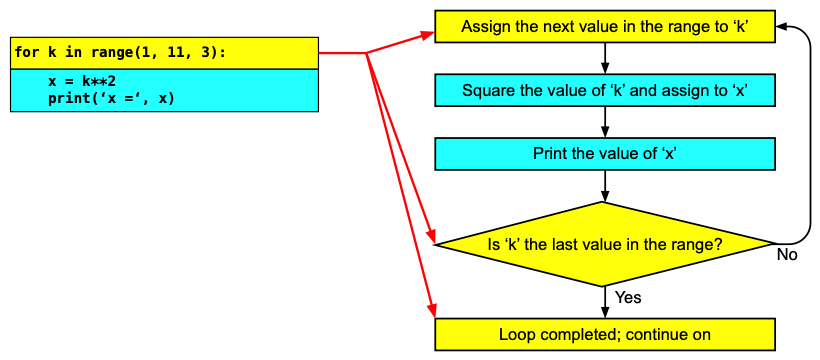 for k in range(1, 11, 3):
x = k**2
print(‘x =‘, x)
Assign the next value in the range to ‘k’
Square the value of ‘k’ and assign to ‘x’
Print the value of ‘x’
Is ‘k’ the last value in the range?
No
Yes
Loop completed; continue on